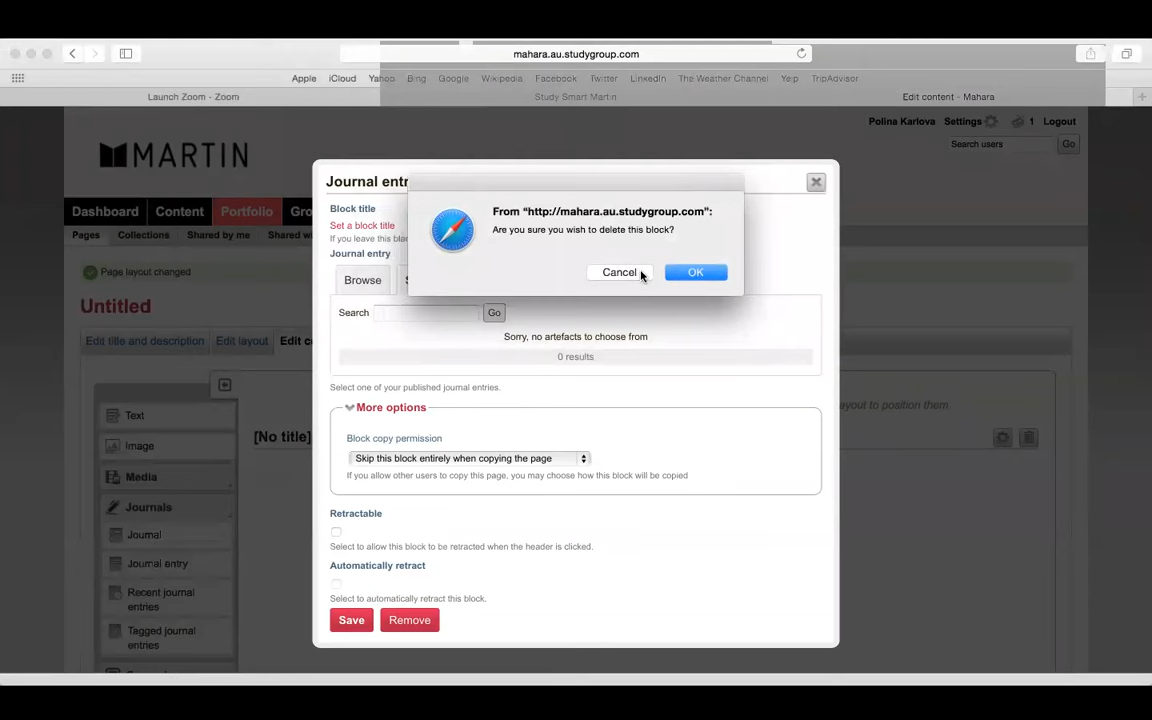 mahara.au.studygroup.com
Apple iCloud Yahoo Bing Google Wikipedia Facebook Twitter LinkedIn The Weather Channel Yelp TripAdvisor
Launch Zoom - Zoom Study Smart Martin Edit content - Mahara
Polina Karlova Settings 1 Logout
MARTIN
Search users Go
Dashboard Content Portfolio
Pages Collections Shared by me
Page layout changed
Untitled
Edit title and description Edit layout
Text
Image
Media
Journals
Journal
Journal entry
Recent journal
entries
Tagged journal
entries
[No title]
layout to position them
Journal
Block title
Set a block title
If you leave this
Journal entry
Browse
From “http://mahara.au.studygroup.com”:
Are you sure you wish to delete this block?
Cancel OK
Search Go
Sorry, no artefacts to choose from
0 results
Select one of your published journal entries.
More options
Block copy permission
Skip this block entirely when copying the page
If you allow other users to copy this page, you may choose how this block will be copied
Retractable
Select to allow this block to be retracted when the header is clicked.
Automatically retract
Select to automatically retract this block.
Save Remove